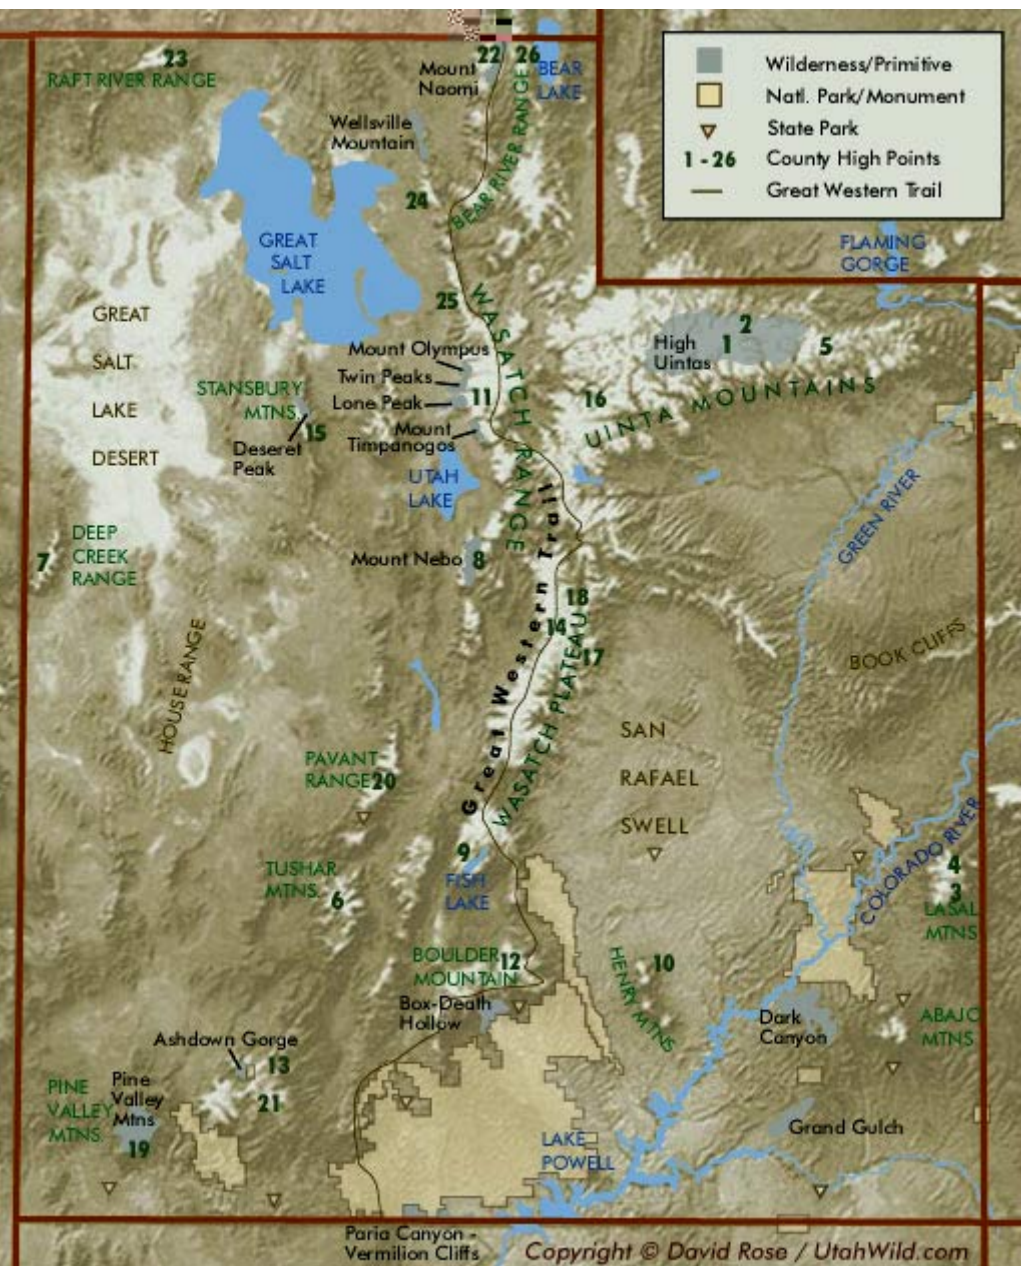 23
RAFT RIVER RANGE
22
26
Mount
Naomi
BEAR
LAKE
BEAR RIVER RANGE
Wellsville
Mountain
24
Wilderness/Primitive
Natl. Park/Monument
State Park
1 - 26
County High Points
Great Western Trail
FLAMING
GORGE
GREAT
SALT
LAKE
25
WASATCH RANGE
GREAT
SALT
LAKE
DESERT
Mount Olympus
Twin Peaks
Lone Peak
11
Mount
Timpanogos
High
Uintas
1
2
5
16
UINTA MOUNTAINS
STANSBURY
MTNS.
15
Deseret
Peak
UTAH
LAKE
GREEN RIVER
DEEP
CREEK
RANGE
7
Mount Nebo
8
Great Western Trail
18
14
17
WASATCH PLATEAU
HOUSE RANGE
BOOK CLIFFS
SAN
RAFAEL
SWELL
PAVANT
RANGE
20
9
FISH
LAKE
TUSHAR
MTNS.
6
COLORADO RIVER
4
3
LASAL
MTNS
BOULDER
MOUNTAIN
12
Box-Death
Hollow
HENRY MTNS
10
Dark
Canyon
ABAJO
MTNS
Ashdown Gorge
13
21
PINE
VALLEY
MTNS.
Pine
Valley
Mtns
19
Grand Gulch
LAKE
POWELL
Paria Canyon -
Vermilion Cliffs
Copyright © David Rose / UtahWild.com